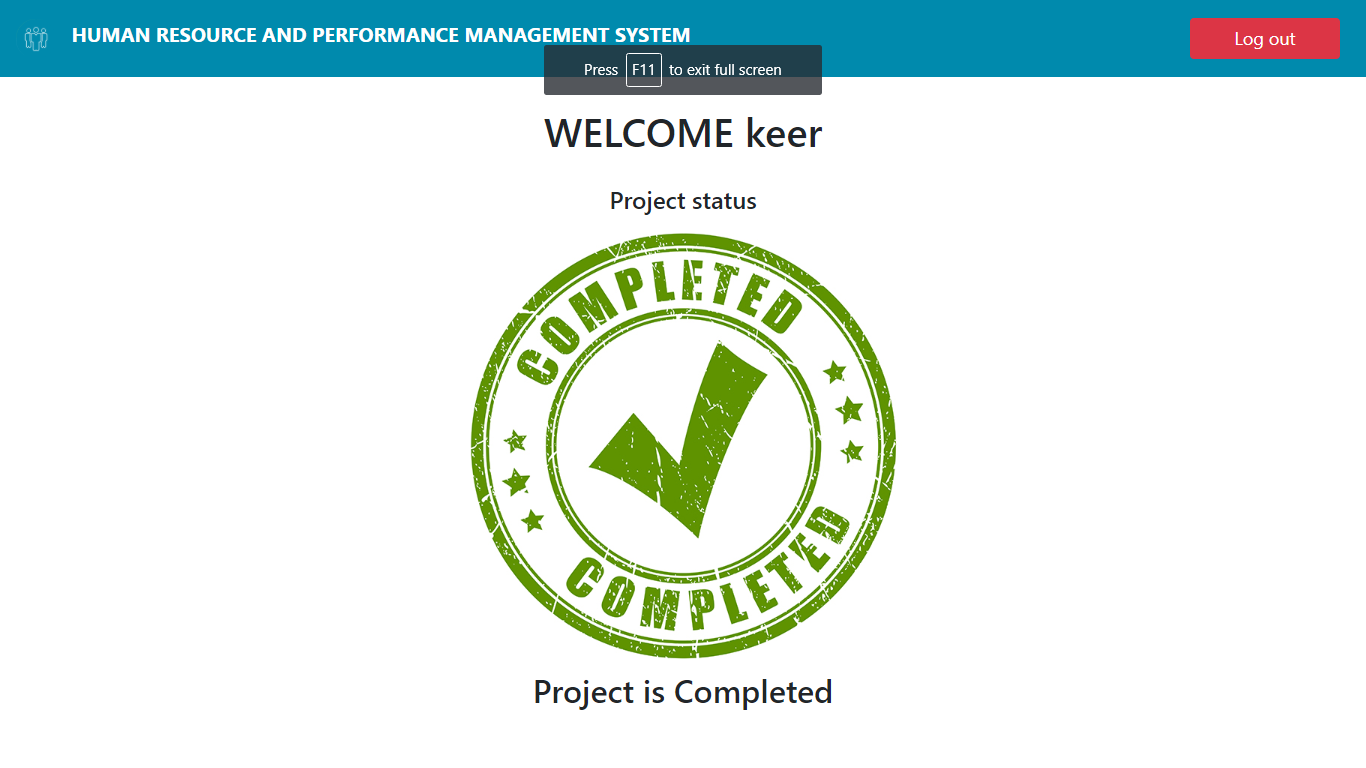 HUMAN RESOURCE AND PERFORMANCE MANAGEMENT SYSTEM
Log out
Press F11 to exit full screen
WELCOME keer
Project status
COMPLETED
COMPLETED
Project is Completed